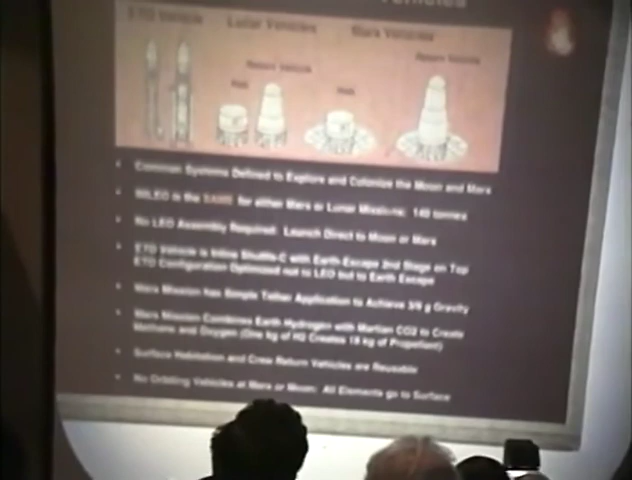 Vehicles
ETO Vehicle Lunar Vehicles Mars Vehicles
Return Vehicle
Return Vehicle
Hab
Hab
• Common Systems Defined to Explore and Colonize the Moon and Mars
• IMLEO is the SAME for either Mars or Lunar Missions: 140 tonnes
• No LEO Assembly Required: Launch Direct to Moon or Mars
• ETO Vehicle is Inline Shuttle-C with Earth Escape 2nd Stage on Top
ETO Configuration Optimized not to LEO but to Earth Escape
• Mars Mission has Simple Tether Application to Achieve 3/8 g Gravity
• Mars Mission Combines Earth Hydrogen with Martian CO2 to Create
Methane and Oxygen (One kg of H2 Creates 18 kg of Propellant)
• Surface Habitation and Crew Return Vehicles are Reusable
• No Orbiting Vehicles at Mars or Moon: All Elements go to Surface